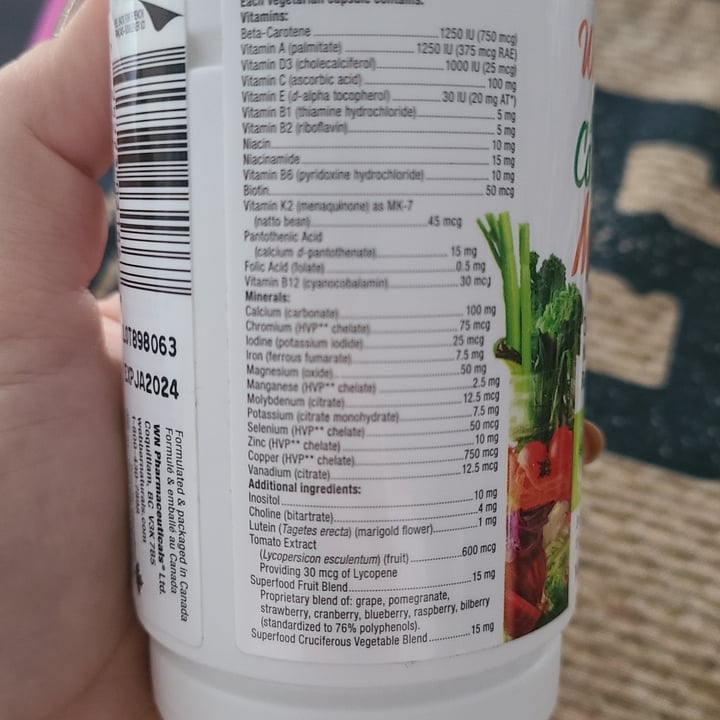 Each vegetarian capsule contains:
Vitamins:
Beta-Carotene 1250 IU (750 mcg)
Vitamin A (palmitate) 1250 IU (375 mcg RAE)
Vitamin D3 (cholecalciferol) 1000 IU (25 mcg)
Vitamin C (ascorbic acid) 100 mg
Vitamin E (d-alpha tocopherol) 30 IU (20 mg AT*)
Vitamin B1 (thiamine hydrochloride) 5 mg
Vitamin B2 (riboflavin) 5 mg
Niacin 10 mg
Niacinamide 15 mg
Vitamin B6 (pyridoxine hydrochloride) 10 mg
Biotin 50 mcg
Vitamin K2 (menaquinone) as MK-7
(natto bean) 45 mcg
Pantothenic Acid
(calcium d-pantothenate) 15 mg
Folic Acid (folate) 0.5 mg
Vitamin B12 (cyanocobalamin) 30 mcg
Minerals:
Calcium (carbonate) 100 mg
Chromium (HVP** chelate) 75 mcg
Iodine (potassium iodide) 25 mcg
Iron (ferrous fumarate) 7.5 mg
Magnesium (oxide) 50 mg
Manganese (HVP** chelate) 2.5 mg
Molybdenum (citrate) 12.5 mcg
Potassium (citrate monohydrate) 7.5 mg
Selenium (HVP** chelate) 50 mcg
Zinc (HVP** chelate) 10 mg
Copper (HVP** chelate) 750 mcg
Vanadium (citrate) 12.5 mcg
Additional ingredients:
Inositol 10 mg
Choline (bitartrate) 4 mg
Lutein (Tagetes erecta) (marigold flower) 1 mg
Tomato Extract
(Lycopersicon esculentum) (fruit) 600 mcg
Providing 30 mcg of Lycopene
Superfood Fruit Blend 15 mg
Proprietary blend of: grape, pomegranate,
strawberry, cranberry, blueberry, raspberry, bilberry
(standardized to 76% polyphenols).
Superfood Cruciferous Vegetable Blend 15 mg
LOT898063
EXPJA2024
Formulated & packaged in Canada
Formulé & emballé au Canada
WN Pharmaceuticals® Ltd.
Coquitlam, BC V3K 7B5
webbernaturals.com